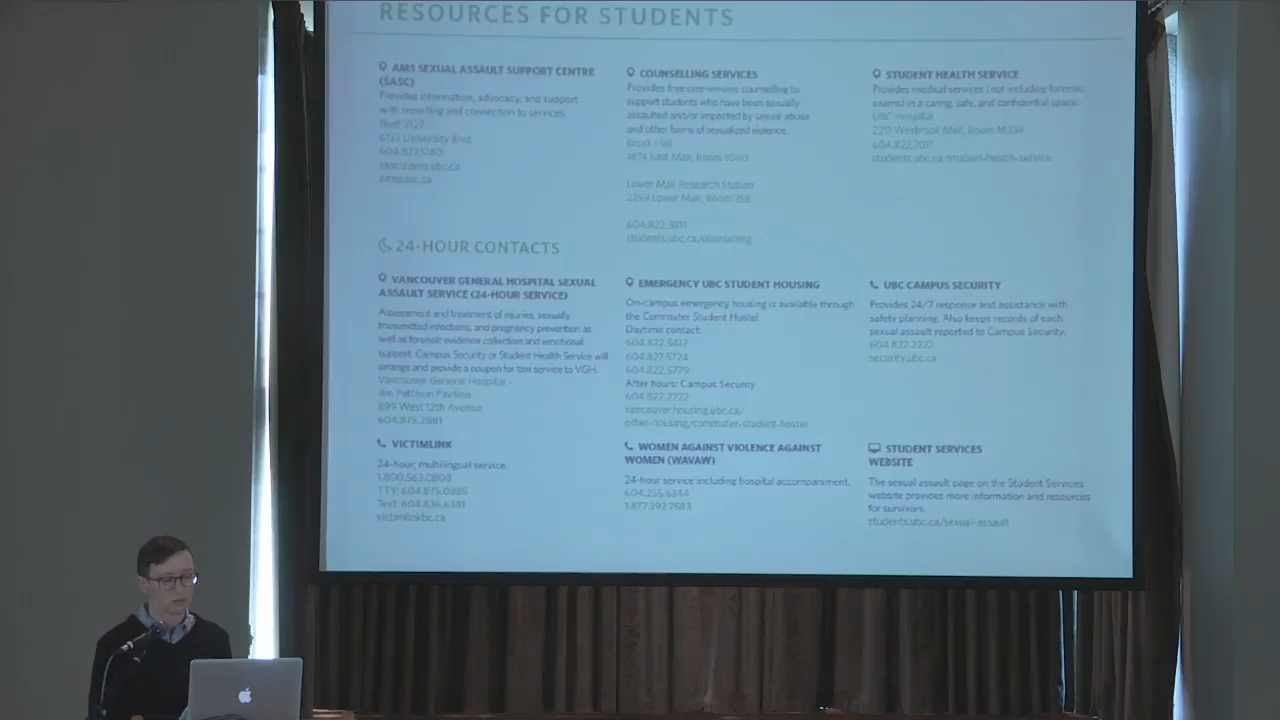 RESOURCES FOR STUDENTS
AMS SEXUAL ASSAULT SUPPORT CENTRE
(SASC)
Provides information, advocacy, and support
with reporting and connection to services.
Nest 3127
6133 University Blvd.
604.827.5180
sasc@ams.ubc.ca
amssasc.ca
COUNSELLING SERVICES
Provides free one-on-one counselling to
support students who have been sexually
assaulted and/or impacted by sexual abuse
and other forms of sexualized violence.
Brock Hall
1874 East Mall, Room 1040
Lower Mall Research Station
2259 Lower Mall, Room 358
604.822.3811
students.ubc.ca/counselling
STUDENT HEALTH SERVICE
Provides medical services (not including forensic
exams) in a caring, safe, and confidential space.
UBC Hospital
2211 Wesbrook Mall, Room M334
604.822.7011
students.ubc.ca/student-health-service
24-HOUR CONTACTS
VANCOUVER GENERAL HOSPITAL SEXUAL
ASSAULT SERVICE (24-HOUR SERVICE)
Assessment and treatment of injuries, sexually
transmitted infections, and pregnancy prevention as
well as forensic evidence collection and emotional
support. Campus Security or Student Health Service will
arrange and provide a coupon for taxi service to VGH.
Vancouver General Hospital -
Jim Pattison Pavilion
899 West 12th Avenue
604.875.2881
EMERGENCY UBC STUDENT HOUSING
On-campus emergency housing is available through
the Commuter Student Hostel.
Daytime contact:
604.822.5417
604.827.5724
604.822.5779
After hours: Campus Security
604.822.2222
vancouver.housing.ubc.ca/
other-housing/commuter-student-hostel
UBC CAMPUS SECURITY
Provides 24/7 response and assistance with
safety planning. Also keeps records of each
sexual assault reported to Campus Security.
604.822.2222
security.ubc.ca
VICTIMLINK
24-hour, multilingual service.
1.800.563.0808
TTY: 604.875.0885
Text: 604.836.6381
victimlinkbc.ca
WOMEN AGAINST VIOLENCE AGAINST
WOMEN (WAVAW)
24-hour service including hospital accompaniment.
604.255.6344
1.877.392.7583
STUDENT SERVICES
WEBSITE
The sexual assault page on the Student Services
website provides more information and resources
for survivors.
students.ubc.ca/sexual-assault